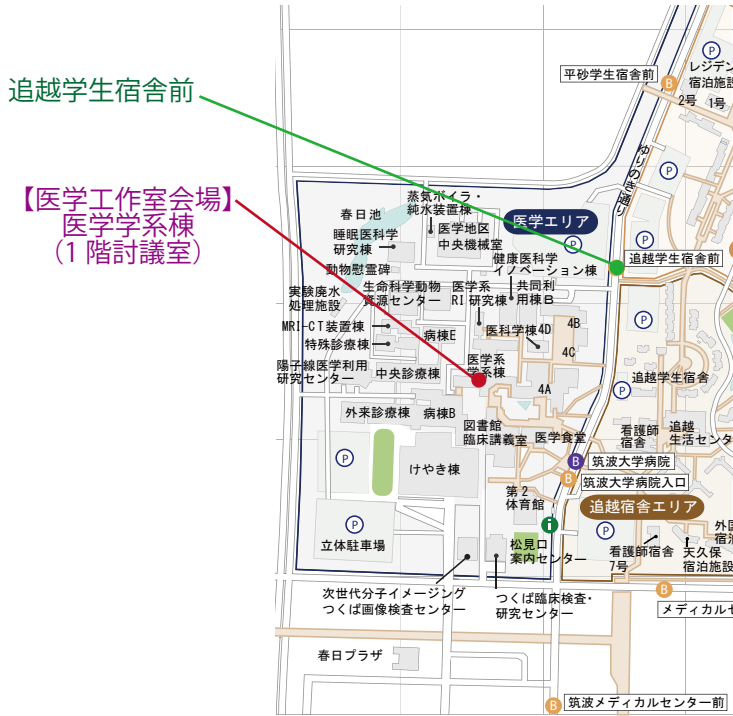 追越学生宿舎前
【医学工作室会場】
医学学系棟
（1 階討議室）
平砂学生宿舎前
B
P
レジデン
宿泊施設
2号
1号
ゆりのき通り
P
蒸気ボイラ・
純水装置棟
春日池
医学エリア
睡眠医科学
研究棟
医学地区
中央機械室
P
P
追越学生宿舎前
動物慰霊碑
健康医科学
イノベーション棟
実験廃水
処理施設
生命科学動物
資源センター
医学系
RI 研究棟
共同利
用棟B
MRI-CT装置棟
特殊診療棟
病棟E
医科学棟
4D
4B
4C
P
陽子線医学利用
研究センター
中央診療棟
医学系
学系棟
4A
P
追越学生宿舎
外来診療棟
病棟B
図書館
臨床講義室
医学食堂
看護師
宿舎
追越
生活センタ
P
けやき棟
B
筑波大学病院
B
筑波大学病院入口
第２
体育館
追越宿舎エリア
P
立体駐車場
i
松見口
案内センター
P
看護師宿舎
7号
天久保
宿泊施設
外国
宿泊
次世代分子イメージング
つくば画像検査センター
つくば臨床検査・
研究センター
B
メディカルセ
春日プラザ
B
筑波メディカルセンター前